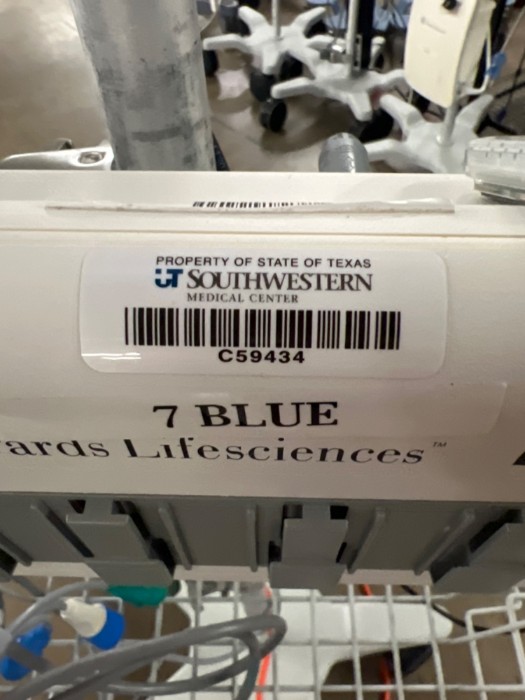 PROPERTY OF STATE OF TEXAS
UT SOUTHWESTERN
MEDICAL CENTER
C59434
7 BLUE
ards Lifesciences™